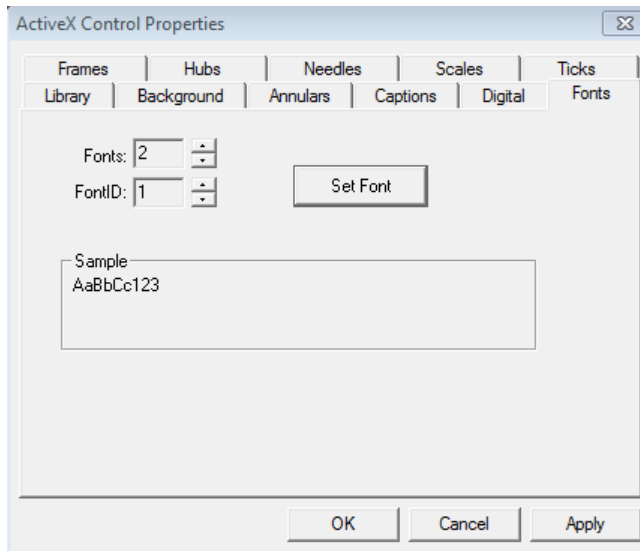 ActiveX Control Properties
Frames Hubs Needles Scales Ticks
Library Background Annulars Captions Digital Fonts
Fonts: 2
FontID: 1
Set Font
Sample
AaBbCc123
OK Cancel Apply